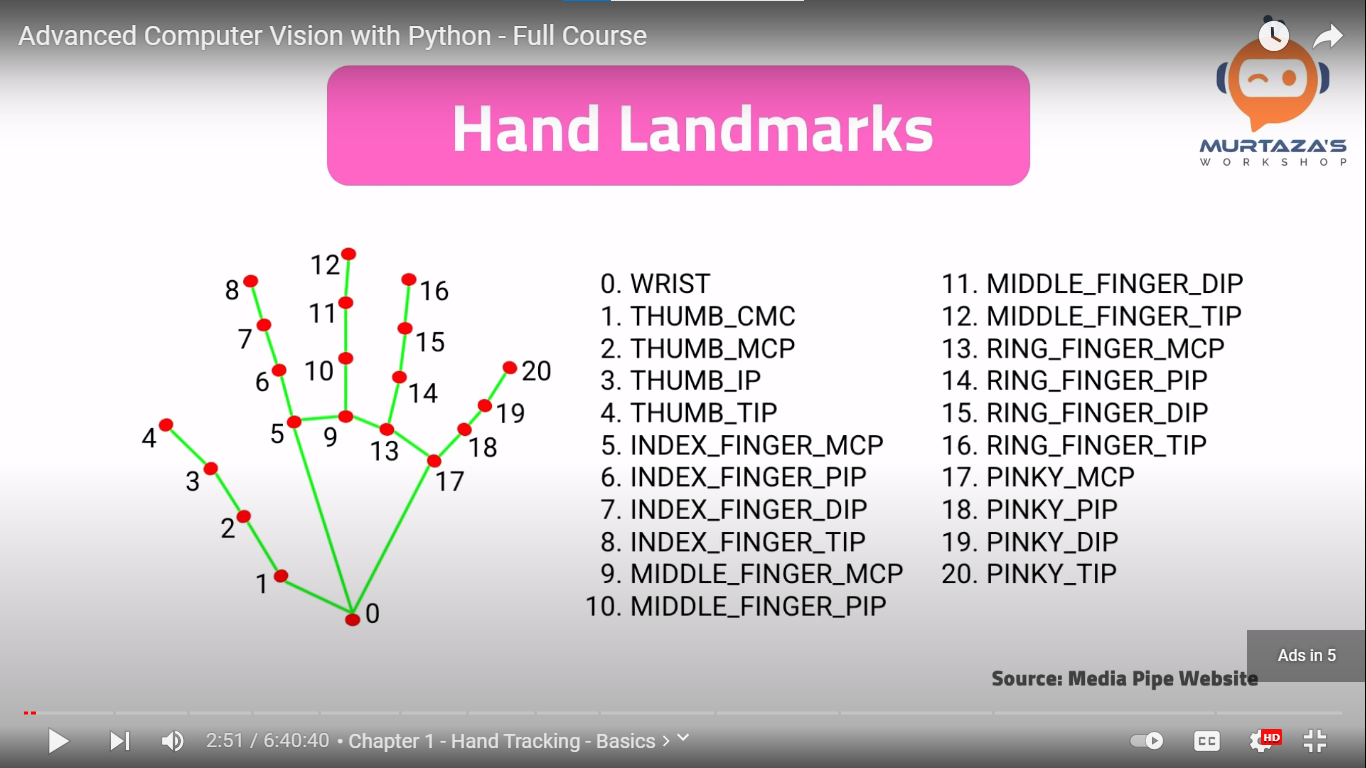 Advanced Computer Vision with Python - Full Course
Hand Landmarks
MURTAZA'S
WORKSHOP
12
8
16
11
7
15
10
20
6
14
19
4
5
9
13
18
3
17
2
1
0
0. WRIST
1. THUMB_CMC
2. THUMB_MCP
3. THUMB_IP
4. THUMB_TIP
5. INDEX_FINGER_MCP
6. INDEX_FINGER_PIP
7. INDEX_FINGER_DIP
8. INDEX_FINGER_TIP
9. MIDDLE_FINGER_MCP
10. MIDDLE_FINGER_PIP
11. MIDDLE_FINGER_DIP
12. MIDDLE_FINGER_TIP
13. RING_FINGER_MCP
14. RING_FINGER_PIP
15. RING_FINGER_DIP
16. RING_FINGER_TIP
17. PINKY_MCP
18. PINKY_PIP
19. PINKY_DIP
20. PINKY_TIP
Ads in 5
Source: Media Pipe Website
2:51 / 6:40:40 • Chapter 1 - Hand Tracking - Basics
CC
HD